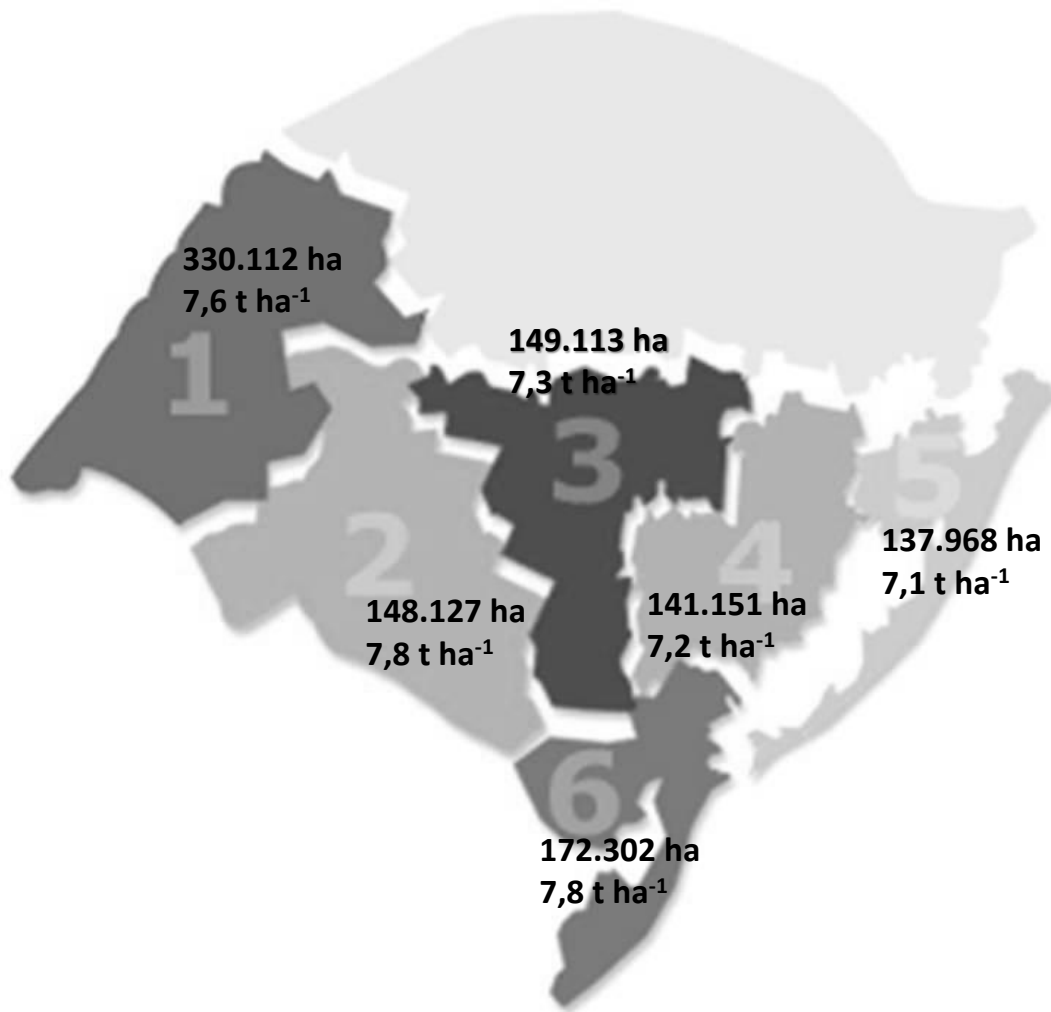 330.112 ha
7,6 t ha⁻¹
1
149.113 ha
7,3 t ha⁻¹
3
2
148.127 ha
7,8 t ha⁻¹
4
141.151 ha
7,2 t ha⁻¹
5
137.968 ha
7,1 t ha⁻¹
6
172.302 ha
7,8 t ha⁻¹